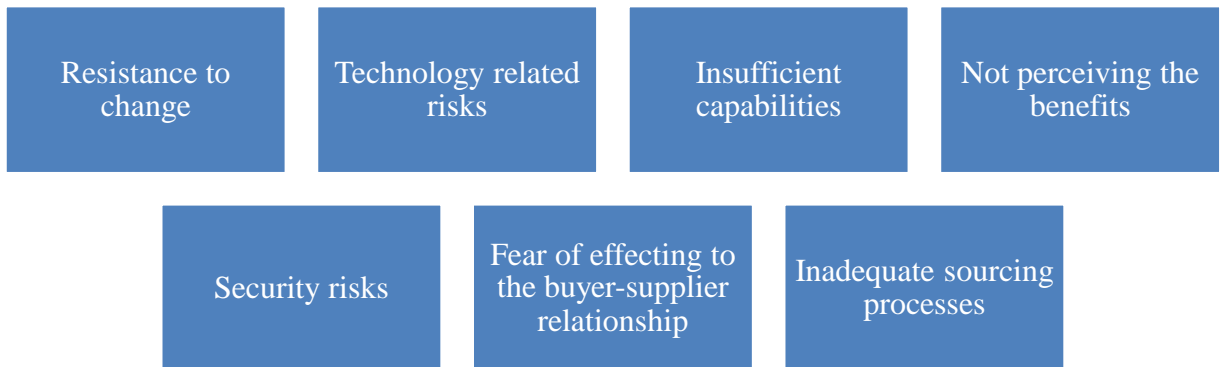 Resistance to
change
Technology related
risks
Insufficient
capabilities
Not perceiving the
benefits
Security risks
Fear of effecting to
the buyer-supplier
relationship
Inadequate sourcing
processes